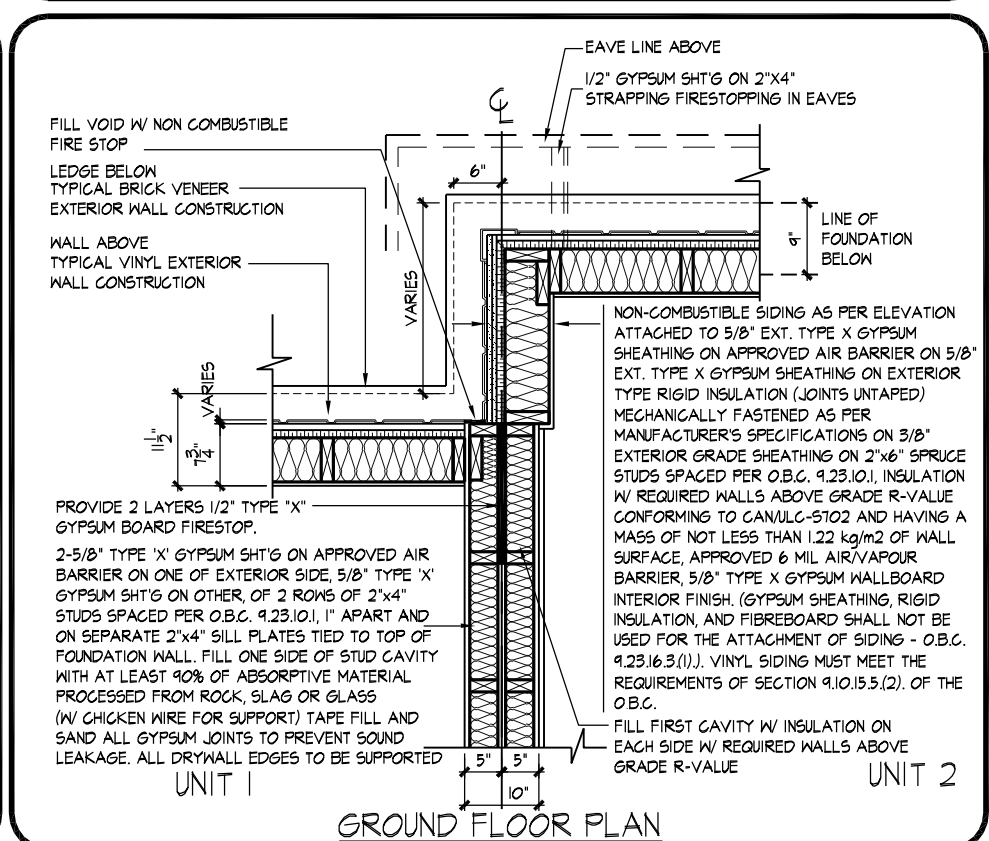 EAVE LINE ABOVE
1/2" GYPSUM SHT'G ON 2"X4"
STRAPPING FIRESTOPPING IN EAVES
℄
FILL VOID W/ NON COMBUSTIBLE
FIRE STOP
LEDGE BELOW
TYPICAL BRICK VENEER
EXTERIOR WALL CONSTRUCTION
WALL ABOVE
TYPICAL VINYL EXTERIOR
WALL CONSTRUCTION
6"
VARIES
9"
LINE OF
FOUNDATION
BELOW
VARIES
11 1/2"
7 3/4"
NON-COMBUSTIBLE SIDING AS PER ELEVATION
ATTACHED TO 5/8" EXT. TYPE X GYPSUM
SHEATHING ON APPROVED AIR BARRIER ON 5/8"
EXT. TYPE X GYPSUM SHEATHING ON EXTERIOR
TYPE RIGID INSULATION (JOINTS UNTAPED)
MECHANICALLY FASTENED AS PER
MANUFACTURER'S SPECIFICATIONS ON 3/8"
EXTERIOR GRADE SHEATHING ON 2"x6" SPRUCE
STUDS SPACED PER O.B.C. 9.23.10.1, INSULATION
W/ REQUIRED WALLS ABOVE GRADE R-VALUE
CONFORMING TO CAN/ULC-S702 AND HAVING A
MASS OF NOT LESS THAN 1.22 kg/m2 OF WALL
SURFACE, APPROVED 6 MIL AIR/VAPOUR
BARRIER, 5/8" TYPE X GYPSUM WALLBOARD
INTERIOR FINISH. (GYPSUM SHEATHING, RIGID
INSULATION, AND FIBREBOARD SHALL NOT BE
USED FOR THE ATTACHMENT OF SIDING - O.B.C.
9.23.16.3.(1).). VINYL SIDING MUST MEET THE
REQUIREMENTS OF SECTION 9.10.15.5.(2). OF THE
O.B.C.
PROVIDE 2 LAYERS 1/2" TYPE "X"
GYPSUM BOARD FIRESTOP.
2-5/8" TYPE 'X' GYPSUM SHT'G ON APPROVED AIR
BARRIER ON ONE OF EXTERIOR SIDE, 5/8" TYPE 'X'
GYPSUM SHT'G ON OTHER, OF 2 ROWS OF 2"x4"
STUDS SPACED PER O.B.C. 9.23.10.1, 1" APART AND
ON SEPARATE 2"x4" SILL PLATES TIED TO TOP OF
FOUNDATION WALL. FILL ONE SIDE OF STUD CAVITY
WITH AT LEAST 90% OF ABSORPTIVE MATERIAL
PROCESSED FROM ROCK, SLAG OR GLASS
(W/ CHICKEN WIRE FOR SUPPORT) TAPE FILL AND
SAND ALL GYPSUM JOINTS TO PREVENT SOUND
LEAKAGE. ALL DRYWALL EDGES TO BE SUPPORTED
FILL FIRST CAVITY W/ INSULATION ON
EACH SIDE W/ REQUIRED WALLS ABOVE
GRADE R-VALUE
5" 5"
10"
UNIT 1
UNIT 2
GROUND FLOOR PLAN